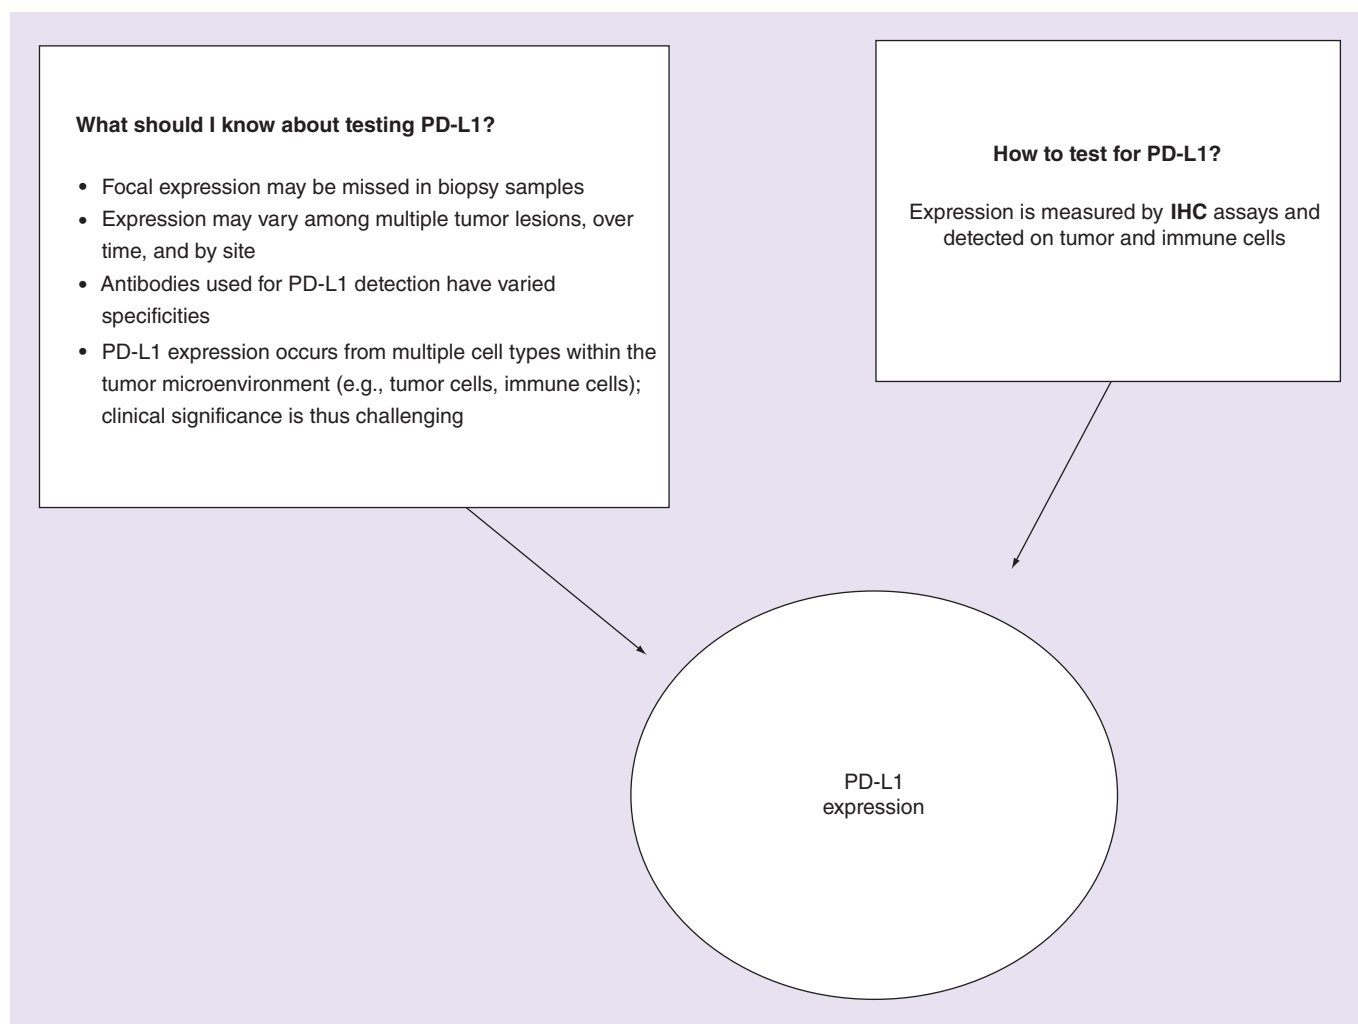 What should I know about testing PD-L1?
• Focal expression may be missed in biopsy samples
• Expression may vary among multiple tumor lesions, over
time, and by site
• Antibodies used for PD-L1 detection have varied
specificities
• PD-L1 expression occurs from multiple cell types within the
tumor microenvironment (e.g., tumor cells, immune cells);
clinical significance is thus challenging
How to test for PD-L1?
Expression is measured by IHC assays and
detected on tumor and immune cells
PD-L1
expression